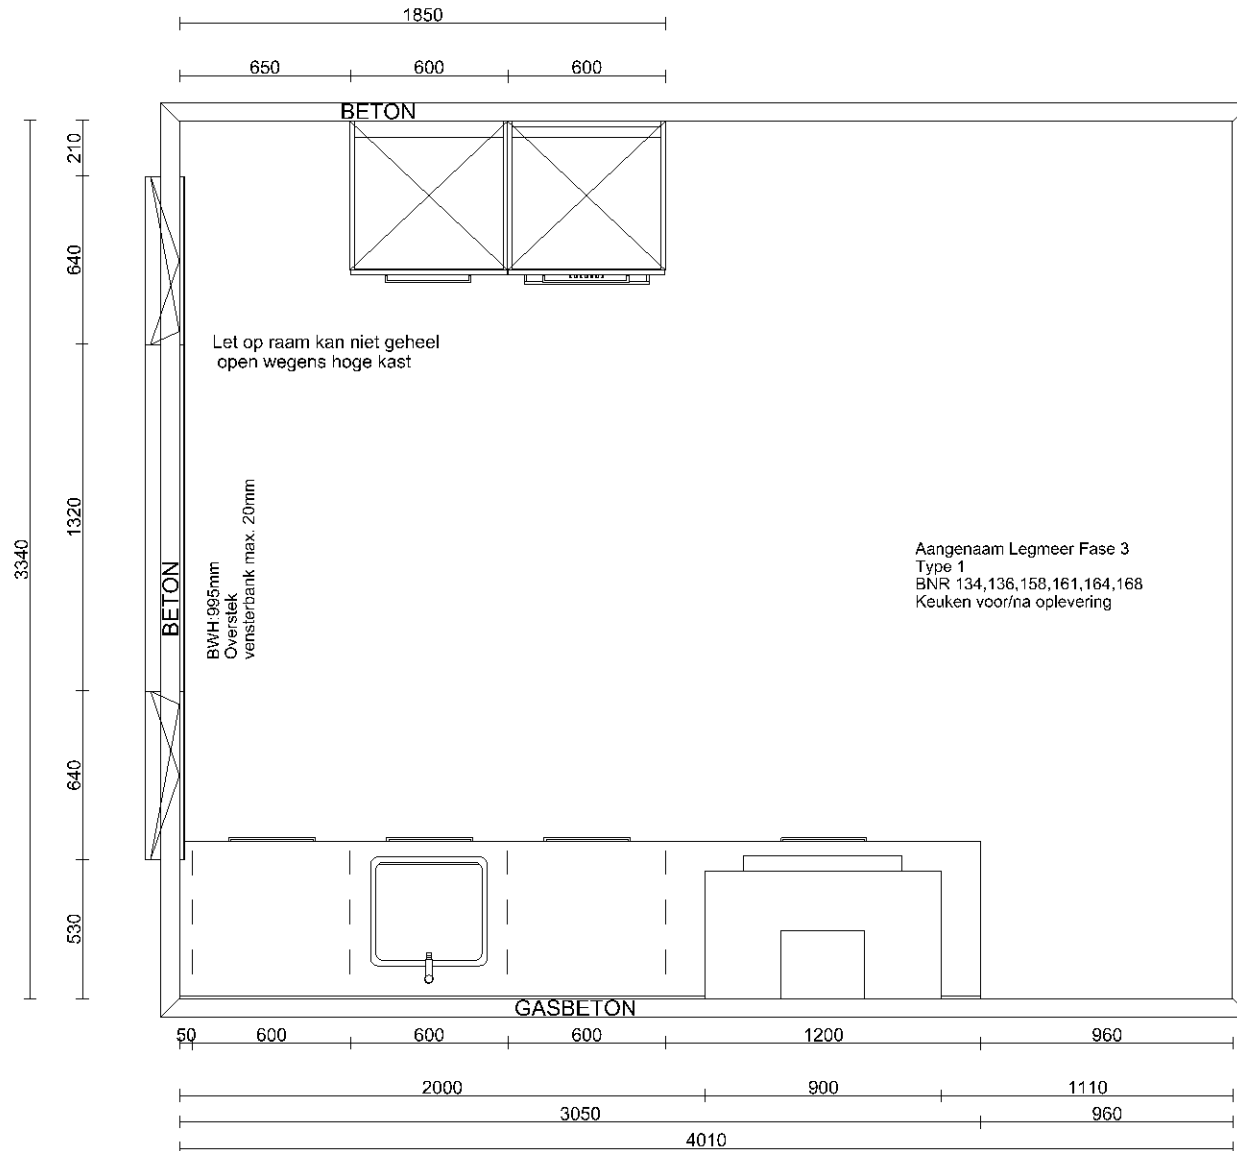 1850
650
600
600
BETON
210
640
1320
640
530
3340
Let op raam kan niet geheel
open wegens hoge kast
BETON
BWH:995mm
Overstek
vensterbank max. 20mm
Aangenaam Legmeer Fase 3
Type 1
BNR 134,136,158,161,164,168
Keuken voor/na oplevering
GASBETON
50
600
600
600
1200
960
2000
900
1110
3050
960
4010